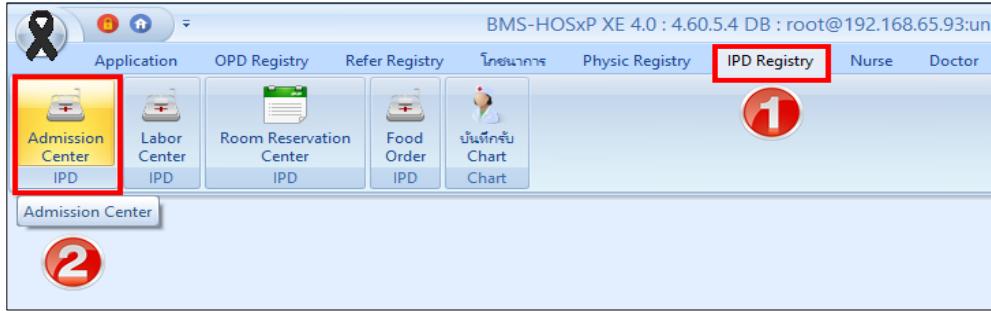 BMS-HOSxP XE 4.0 : 4.60.5.4 DB : root@192.168.65.93:un
Application OPD Registry Refer Registry โภชนาการ Physic Registry IPD Registry Nurse Doctor
1
Admission Labor Room Reservation Food บันทึกรับ
Center Center Center Order Chart
IPD IPD IPD IPD Chart
Admission Center
2